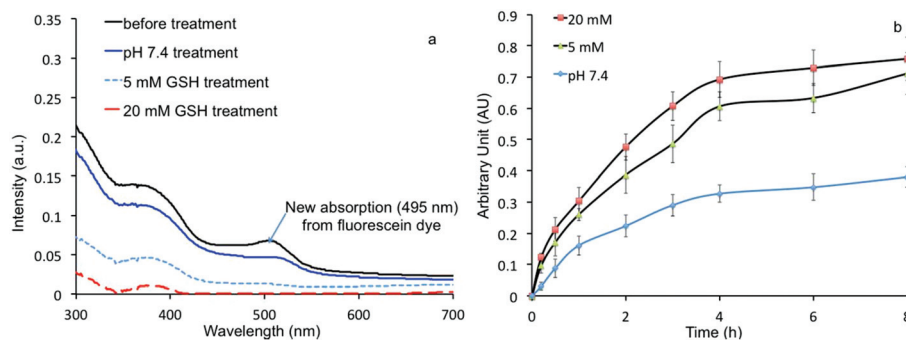 0.35
0.3
0.25
0.2
0.15
0.1
0.05
0
300
400
500
600
700
Wavelength (nm)
Intensity (a.u.)
before treatment
pH 7.4 treatment
5 mM GSH treatment
20 mM GSH treatment
a
New absorption (495 nm)
from fluorescein dye
0.9
0.8
0.7
0.6
0.5
0.4
0.3
0.2
0.1
0
0
2
4
6
8
Time (h)
Arbitrary Unit (AU)
20 mM
5 mM
pH 7.4
b